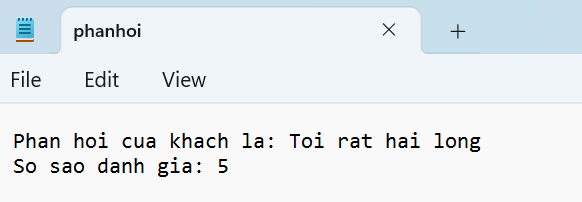 phanhoi
File Edit View
Phan hoi cua khach la: Toi rat hai long
So sao danh gia: 5